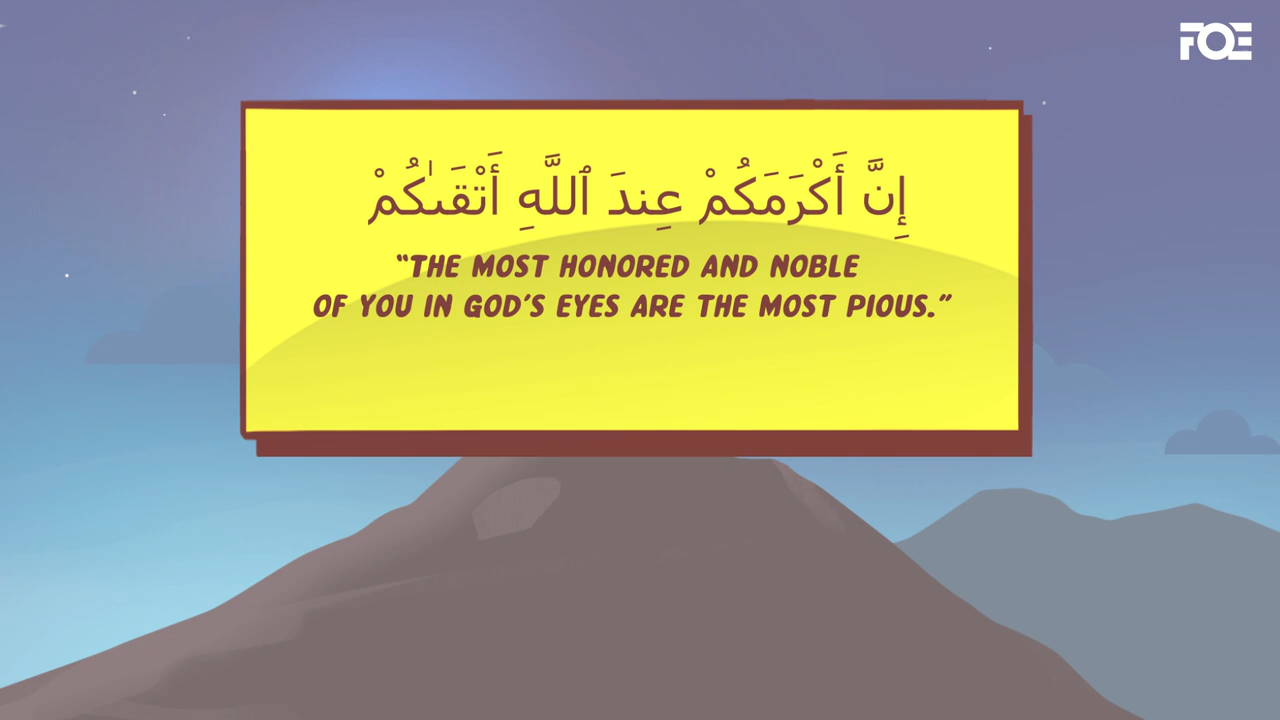 FOE
إِنَّ أَكْرَمَكُمْ عِندَ ٱللَّهِ أَتْقَىٰكُمْ
“THE MOST HONORED AND NOBLE
OF YOU IN GOD’S EYES ARE THE MOST PIOUS.”